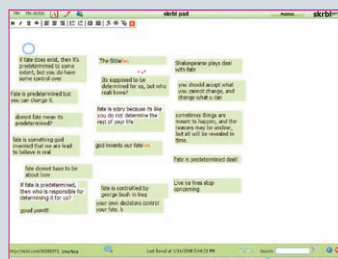 skrbl pad
Publish
skrbl
If fate does exist, then it's
predetermined to some
extent, but you do have
some control over
Fate is predetermined but
you can change it.
doesnt fate mean its
predetermined?
fate is something god
invented that we are lead
to believe is real
fate doesnt have to be
about love
If fate is predetermined,
then who is responsible for
determining it for us?
good point!!
The Bible
Its supposed to be
determined for us, but who
reall knows?
fate is scary because its like
you do not determine the
rest of your life
god invents our fate
fate is controlled by
george bush in iraq
your own decisions control
your fate. k
Shakespearse plays deal
with fate
you should accept what
you cannot change, and
change what u can
sometimes things are
meant to happen, and the
reasons may be unclear,
but all will be revealed in
time.
Fate is predetermined deal!
Live ya lives stop
concerning